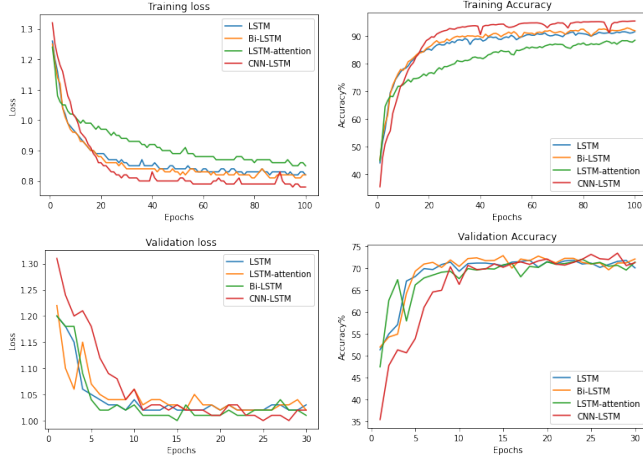 Training loss
1.3
1.2
1.1
1.0
0.9
0.8
Loss
0
20
40
60
80
100
Epochs
LSTM
Bi-LSTM
LSTM-attention
CNN-LSTM
Training Accuracy
90
80
70
60
50
40
Accuracy%
0
20
40
60
80
100
Epochs
LSTM
Bi-LSTM
LSTM-attention
CNN-LSTM
Validation loss
1.30
1.25
1.20
1.15
1.10
1.05
1.00
Loss
0
5
10
15
20
25
30
Epochs
LSTM
LSTM-attention
Bi-LSTM
CNN-LSTM
Validation Accuracy
75
70
65
60
55
50
45
40
35
Accuracy%
0
5
10
15
20
25
30
Epochs
LSTM
Bi-LSTM
LSTM-attention
CNN-LSTM